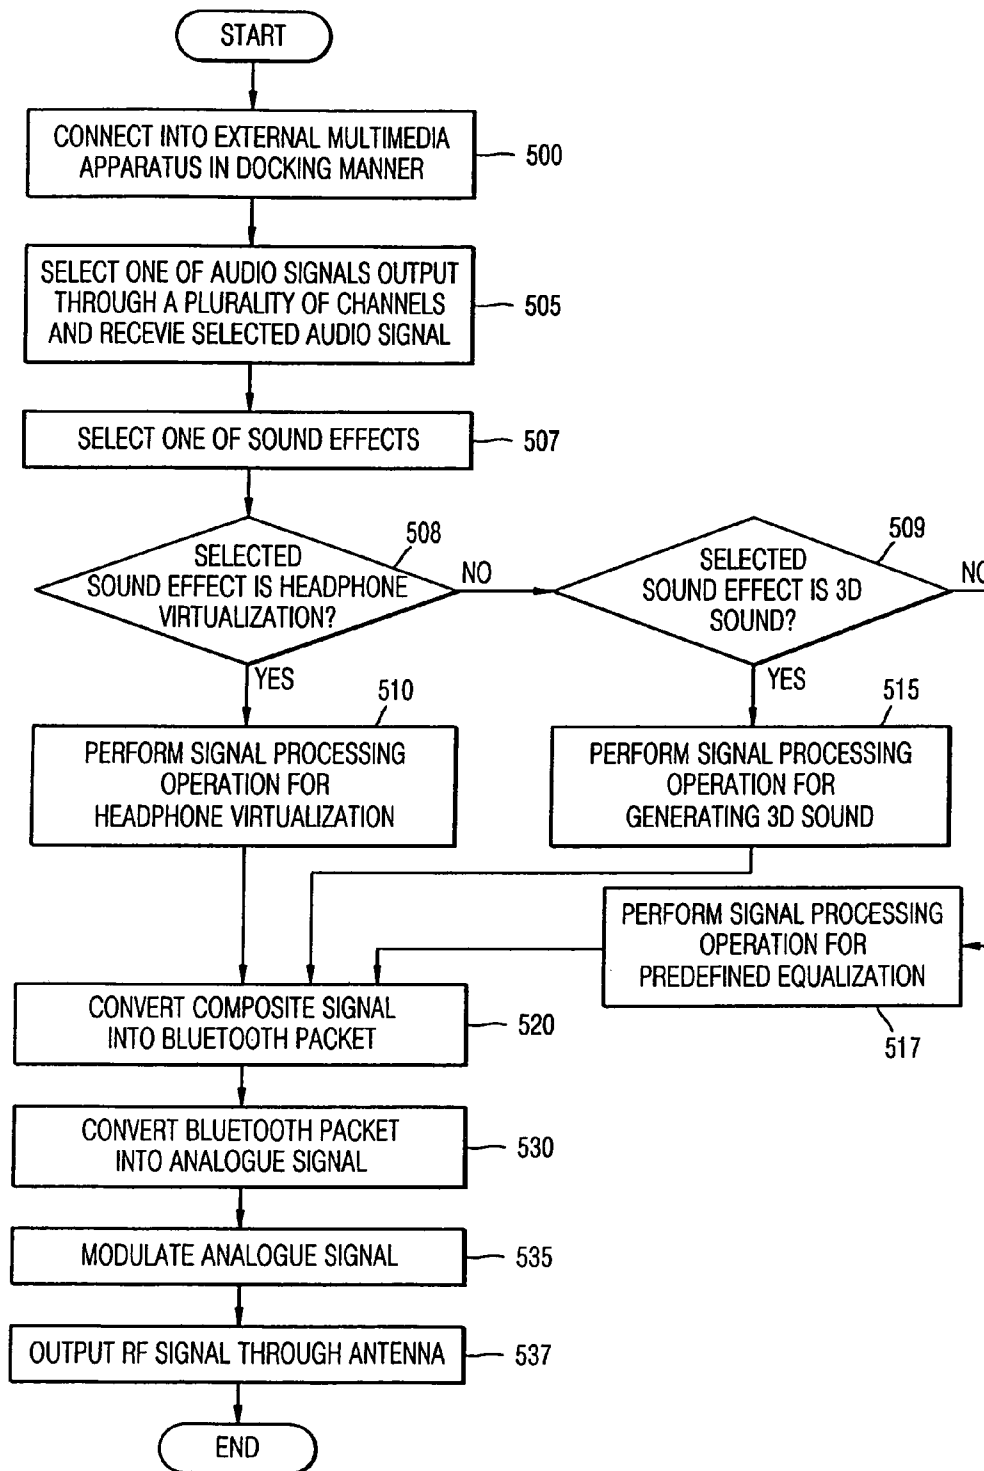 START
CONNECT INTO EXTERNAL MULTIMEDIA
APPARATUS IN DOCKING MANNER
500
SELECT ONE OF AUDIO SIGNALS OUTPUT
THROUGH A PLURALITY OF CHANNELS
AND RECEVIE SELECTED AUDIO SIGNAL
505
SELECT ONE OF SOUND EFFECTS
507
SELECTED
SOUND EFFECT IS HEADPHONE
VIRTUALIZATION?
508
NO
YES
SELECTED
SOUND EFFECT IS 3D
SOUND?
509
NO
YES
510
PERFORM SIGNAL PROCESSING
OPERATION FOR
HEADPHONE VIRTUALIZATION
515
PERFORM SIGNAL PROCESSING
OPERATION FOR
GENERATING 3D SOUND
PERFORM SIGNAL PROCESSING
OPERATION FOR
PREDEFINED EQUALIZATION
517
CONVERT COMPOSITE SIGNAL
INTO BLUETOOTH PACKET
520
CONVERT BLUETOOTH PACKET
INTO ANALOGUE SIGNAL
530
MODULATE ANALOGUE SIGNAL
535
OUTPUT RF SIGNAL THROUGH ANTENNA
537
END